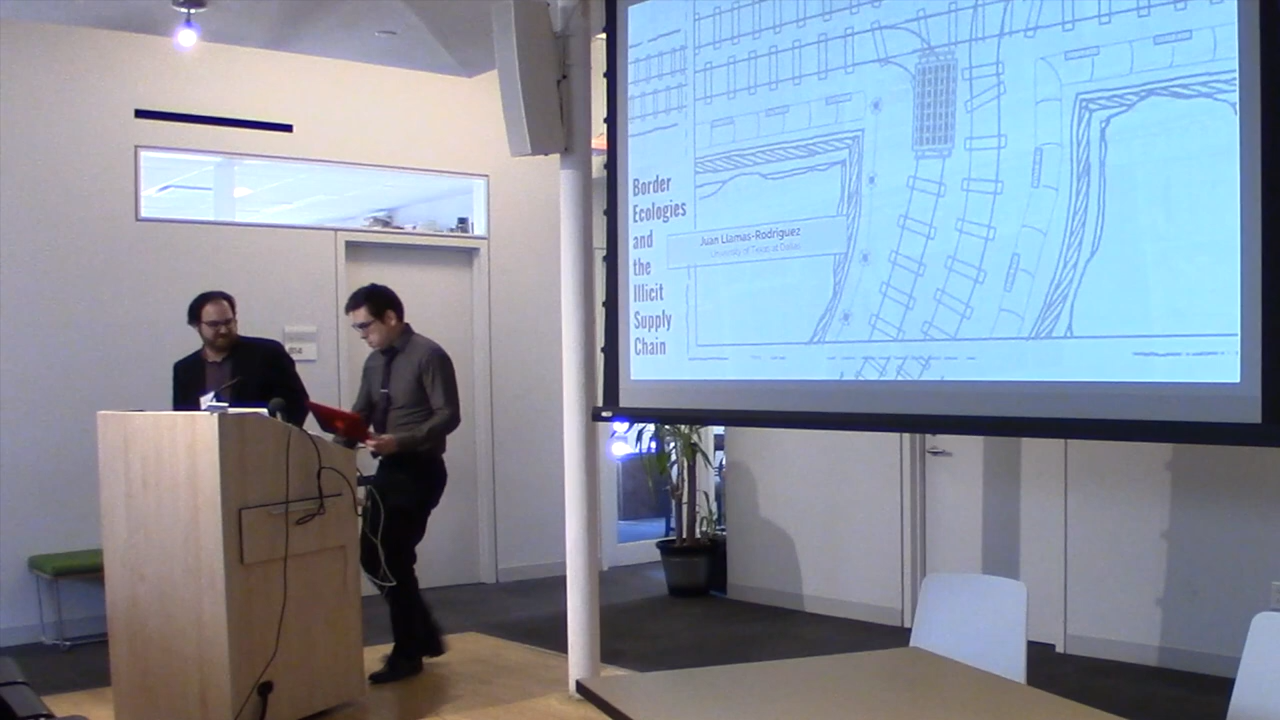 Border
Ecologies
and
the
Illicit
Supply
Chain
Juan Llamas-Rodriguez
University of Texas at Dallas